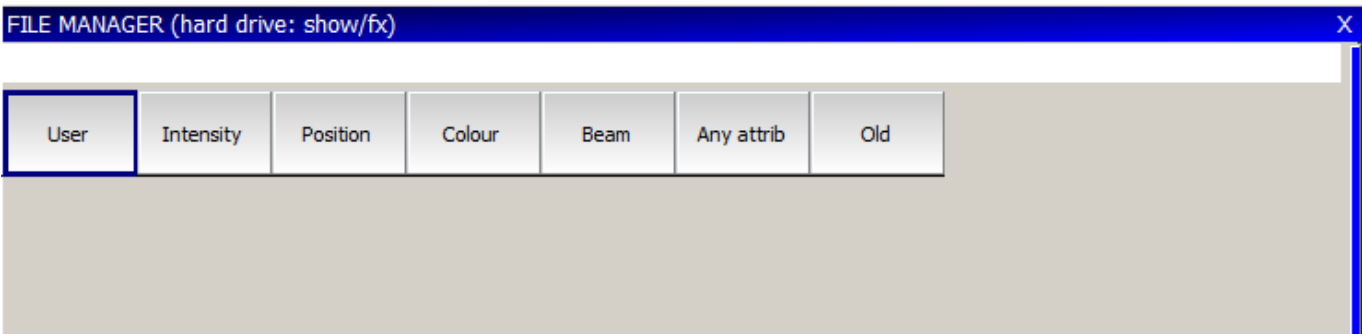 FILE MANAGER (hard drive: show/fx) X
User Intensity Position Colour Beam Any attrib Old